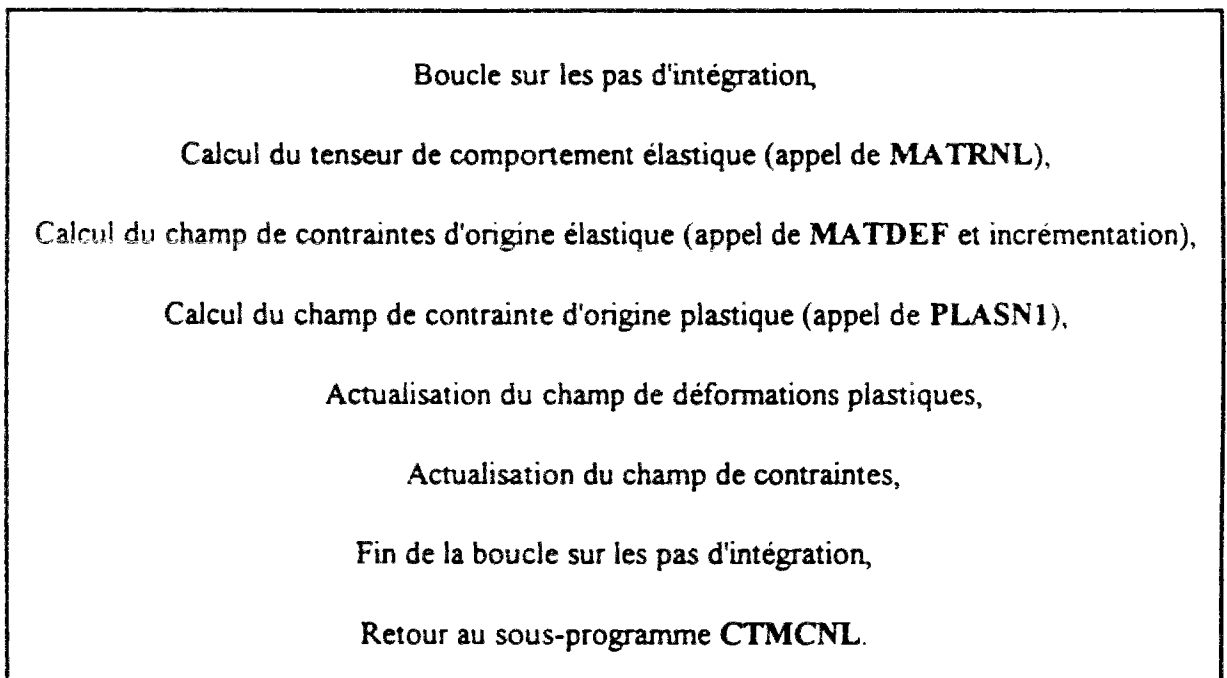 Boucle sur les pas d'intégration,
Calcul du tenseur de comportement élastique (appel de MATRNL),
Calcul du champ de contraintes d'origine élastique (appel de MATDEF et incrémentation),
Calcul du champ de contrainte d'origine plastique (appel de PLASN1),
Actualisation du champ de déformations plastiques,
Actualisation du champ de contraintes,
Fin de la boucle sur les pas d'intégration,
Retour au sous-programme CTMCNL.